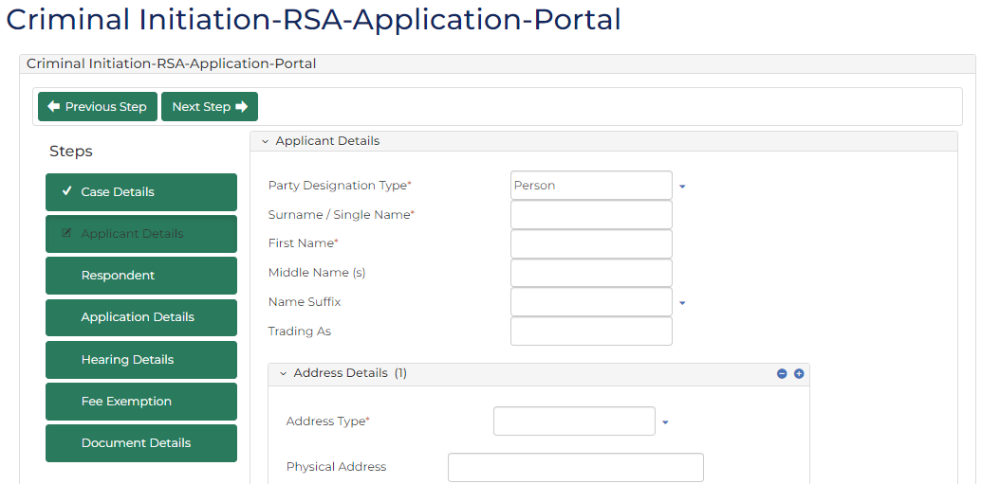 Criminal Initiation-RSA-Application-Portal
Criminal Initiation-RSA-Application-Portal
Previous Step Next Step
Steps
Case Details
Applicant Details
Respondent
Application Details
Hearing Details
Fee Exemption
Document Details
Applicant Details
Party Designation Type* Person
Surname / Single Name*
First Name*
Middle Name (s)
Name Suffix
Trading As
Address Details (1)
Address Type*
Physical Address